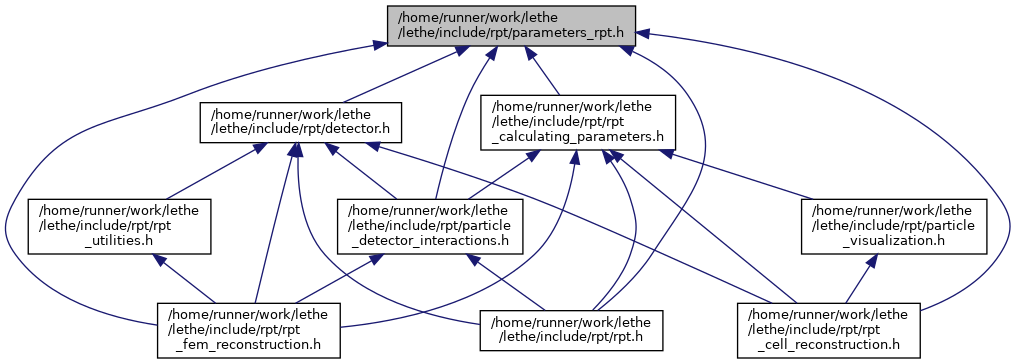 /home/runner/work/lethe
/lethe/include/rpt/parameters_rpt.h
/home/runner/work/lethe
/lethe/include/rpt/detector.h
/home/runner/work/lethe
/lethe/include/rpt/rpt
_calculating_parameters.h
/home/runner/work/lethe
/lethe/include/rpt/rpt
_utilities.h
/home/runner/work/lethe
/lethe/include/rpt/particle
_detector_interactions.h
/home/runner/work/lethe
/lethe/include/rpt/particle
_visualization.h
/home/runner/work/lethe
/lethe/include/rpt/rpt
_fem_reconstruction.h
/home/runner/work/lethe
/lethe/include/rpt/rpt.h
/home/runner/work/lethe
/lethe/include/rpt/rpt
_cell_reconstruction.h